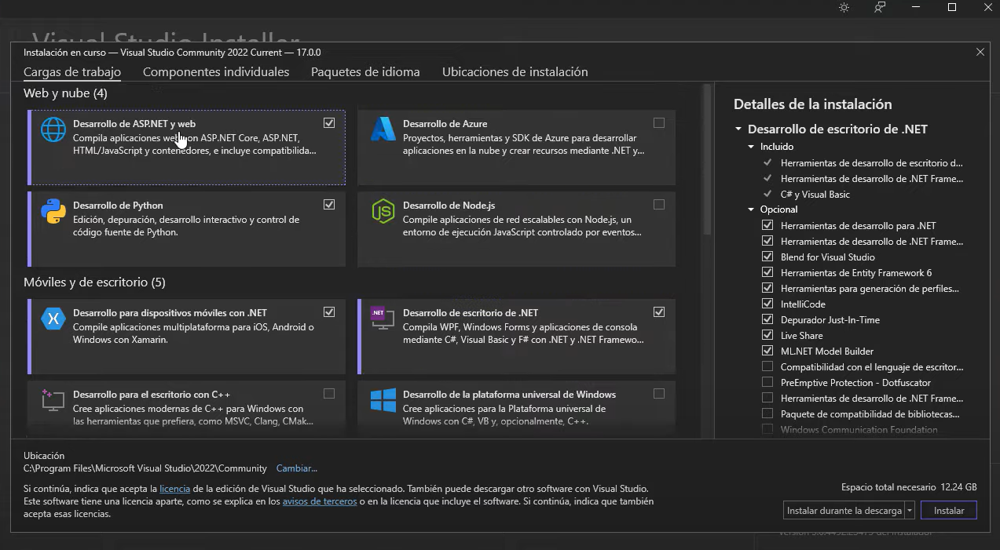 Visual Studio Installer
Instalación en curso — Visual Studio Community 2022 Current — 17.0.0
Cargas de trabajo Componentes individuales Paquetes de idioma Ubicaciones de instalación
Web y nube (4)
Desarrollo de ASP.NET y web
Compila aplicaciones web con ASP.NET Core, ASP.NET,
HTML/JavaScript y contenedores, e incluye compatibilida...
Desarrollo de Azure
Proyectos, herramientas y SDK de Azure para desarrollar
aplicaciones en la nube y crear recursos mediante .NET y...
Desarrollo de Python
Edición, depuración, desarrollo interactivo y control de
código fuente de Python.
Desarrollo de Node.js
Compile aplicaciones de red escalables con Node.js, un
entorno de ejecución JavaScript controlado por eventos...
Móviles y de escritorio (5)
Desarrollo para dispositivos móviles con .NET
Compile aplicaciones multiplataforma para iOS, Android o
Windows con Xamarin.
.NET
Desarrollo de escritorio de .NET
Compila WPF, Windows Forms y aplicaciones de consola
mediante C#, Visual Basic y F# con .NET y .NET Framewo...
Desarrollo para el escritorio con C++
Cree aplicaciones modernas de C++ para Windows con
las herramientas que prefiera, como MSVC, Clang, CMak...
Desarrollo de la plataforma universal de Windows
Cree aplicaciones para la Plataforma universal de
Windows con C#, VB y, opcionalmente, C++.
Detalles de la instalación
Desarrollo de escritorio de .NET
Incluido
Herramientas de desarrollo de escritorio d...
Herramientas de desarrollo de .NET Frame...
C# y Visual Basic
Opcional
Herramientas de desarrollo para .NET
Herramientas de desarrollo de .NET Frame...
Blend for Visual Studio
Herramientas de Entity Framework 6
Herramientas para generación de perfiles...
IntelliCode
Depurador Just-In-Time
Live Share
ML.NET Model Builder
Compatibilidad con el lenguaje de escritor...
PreEmptive Protection - Dotfuscator
Herramientas de desarrollo de .NET Frame...
Paquete de compatibilidad de bibliotecas...
Windows Communication Foundation
Ubicación
C:\Program Files\Microsoft Visual Studio\2022\Community Cambiar...
Si continúa, indica que acepta la licencia de la edición de Visual Studio que ha seleccionado. También puede descargar otro software con Visual Studio.
Este software tiene una licencia aparte, como se explica en los avisos de terceros o en la licencia que incluye el software. Si continúa, indica que también
acepta esas licencias.
Espacio total necesario 12.24 GB
Instalar durante la descarga Instalar